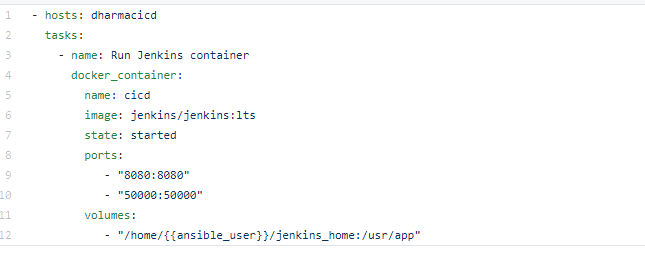 1 - hosts: dharmacicd
2 tasks:
3 - name: Run Jenkins container
4 docker_container:
5 name: cicd
6 image: jenkins/jenkins:lts
7 state: started
8 ports:
9 - "8080:8080"
10 - "50000:50000"
11 volumes:
12 - "/home/{{ansible_user}}/jenkins_home:/usr/app"